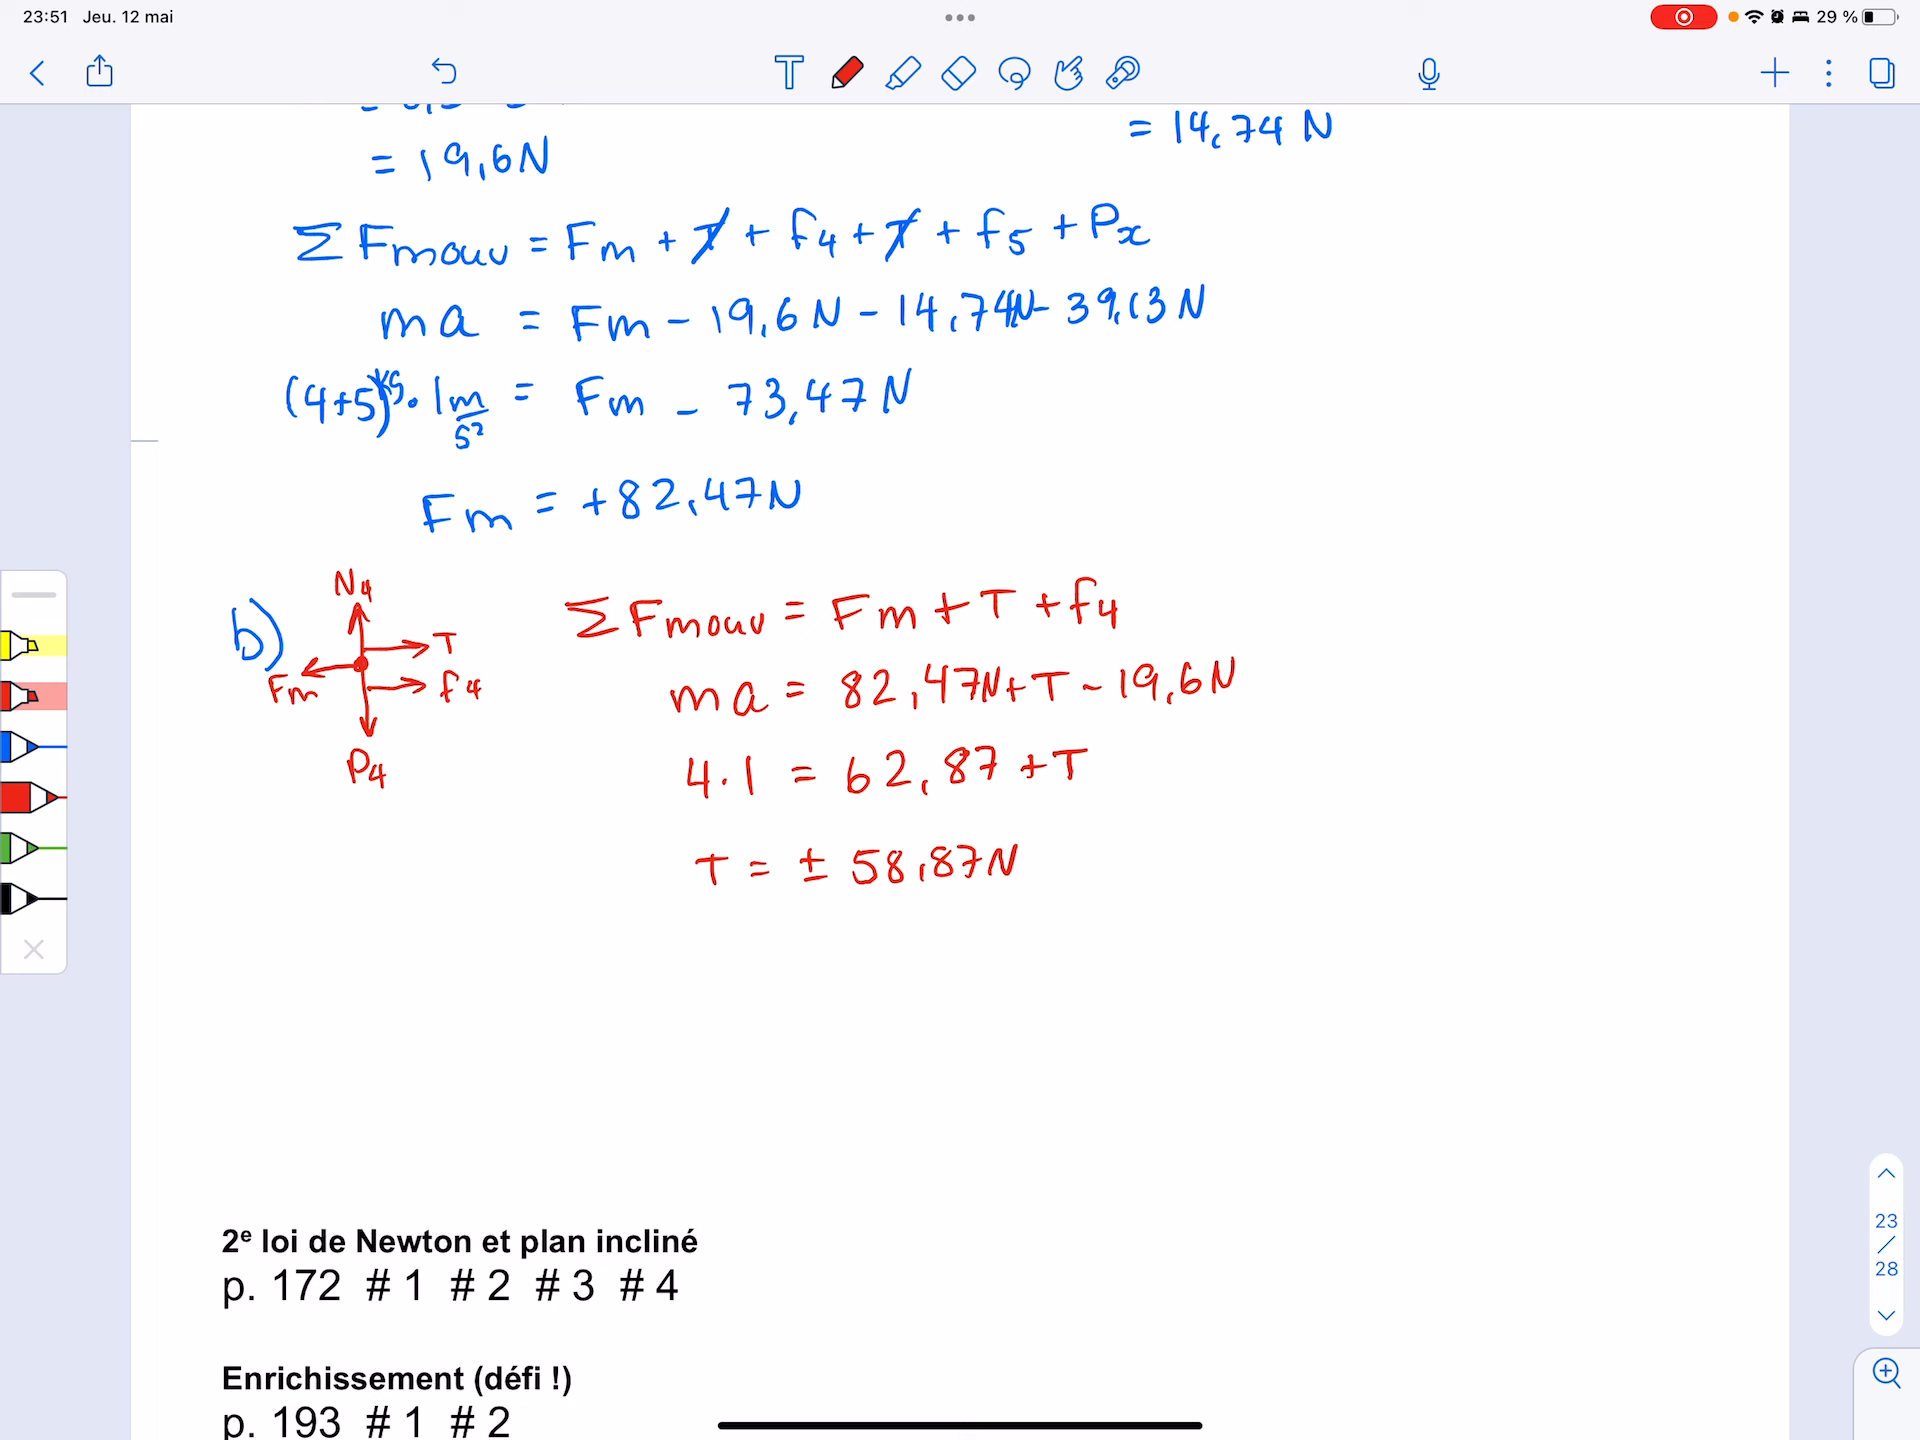 23:51 Jeu. 12 mai
29 %
= 14,74 N
= 19,6N
Σ Fmouv = Fm + T + f4 + T + f5 + Px
ma = Fm - 19,6N - 14,74N - 39,13N
(4+5)kg · 1 m/s² = Fm - 73,47N
Fm = +82,47N
b)
N4
T
Fm
f4
P4
Σ Fmouv = Fm + T + f4
ma = 82,47N + T - 19,6N
4·1 = 62,87 + T
T = ± 58,87N
2e loi de Newton et plan incliné
p. 172 # 1 # 2 # 3 # 4
Enrichissement (défi !)
p. 193 # 1 # 2
23
/
28